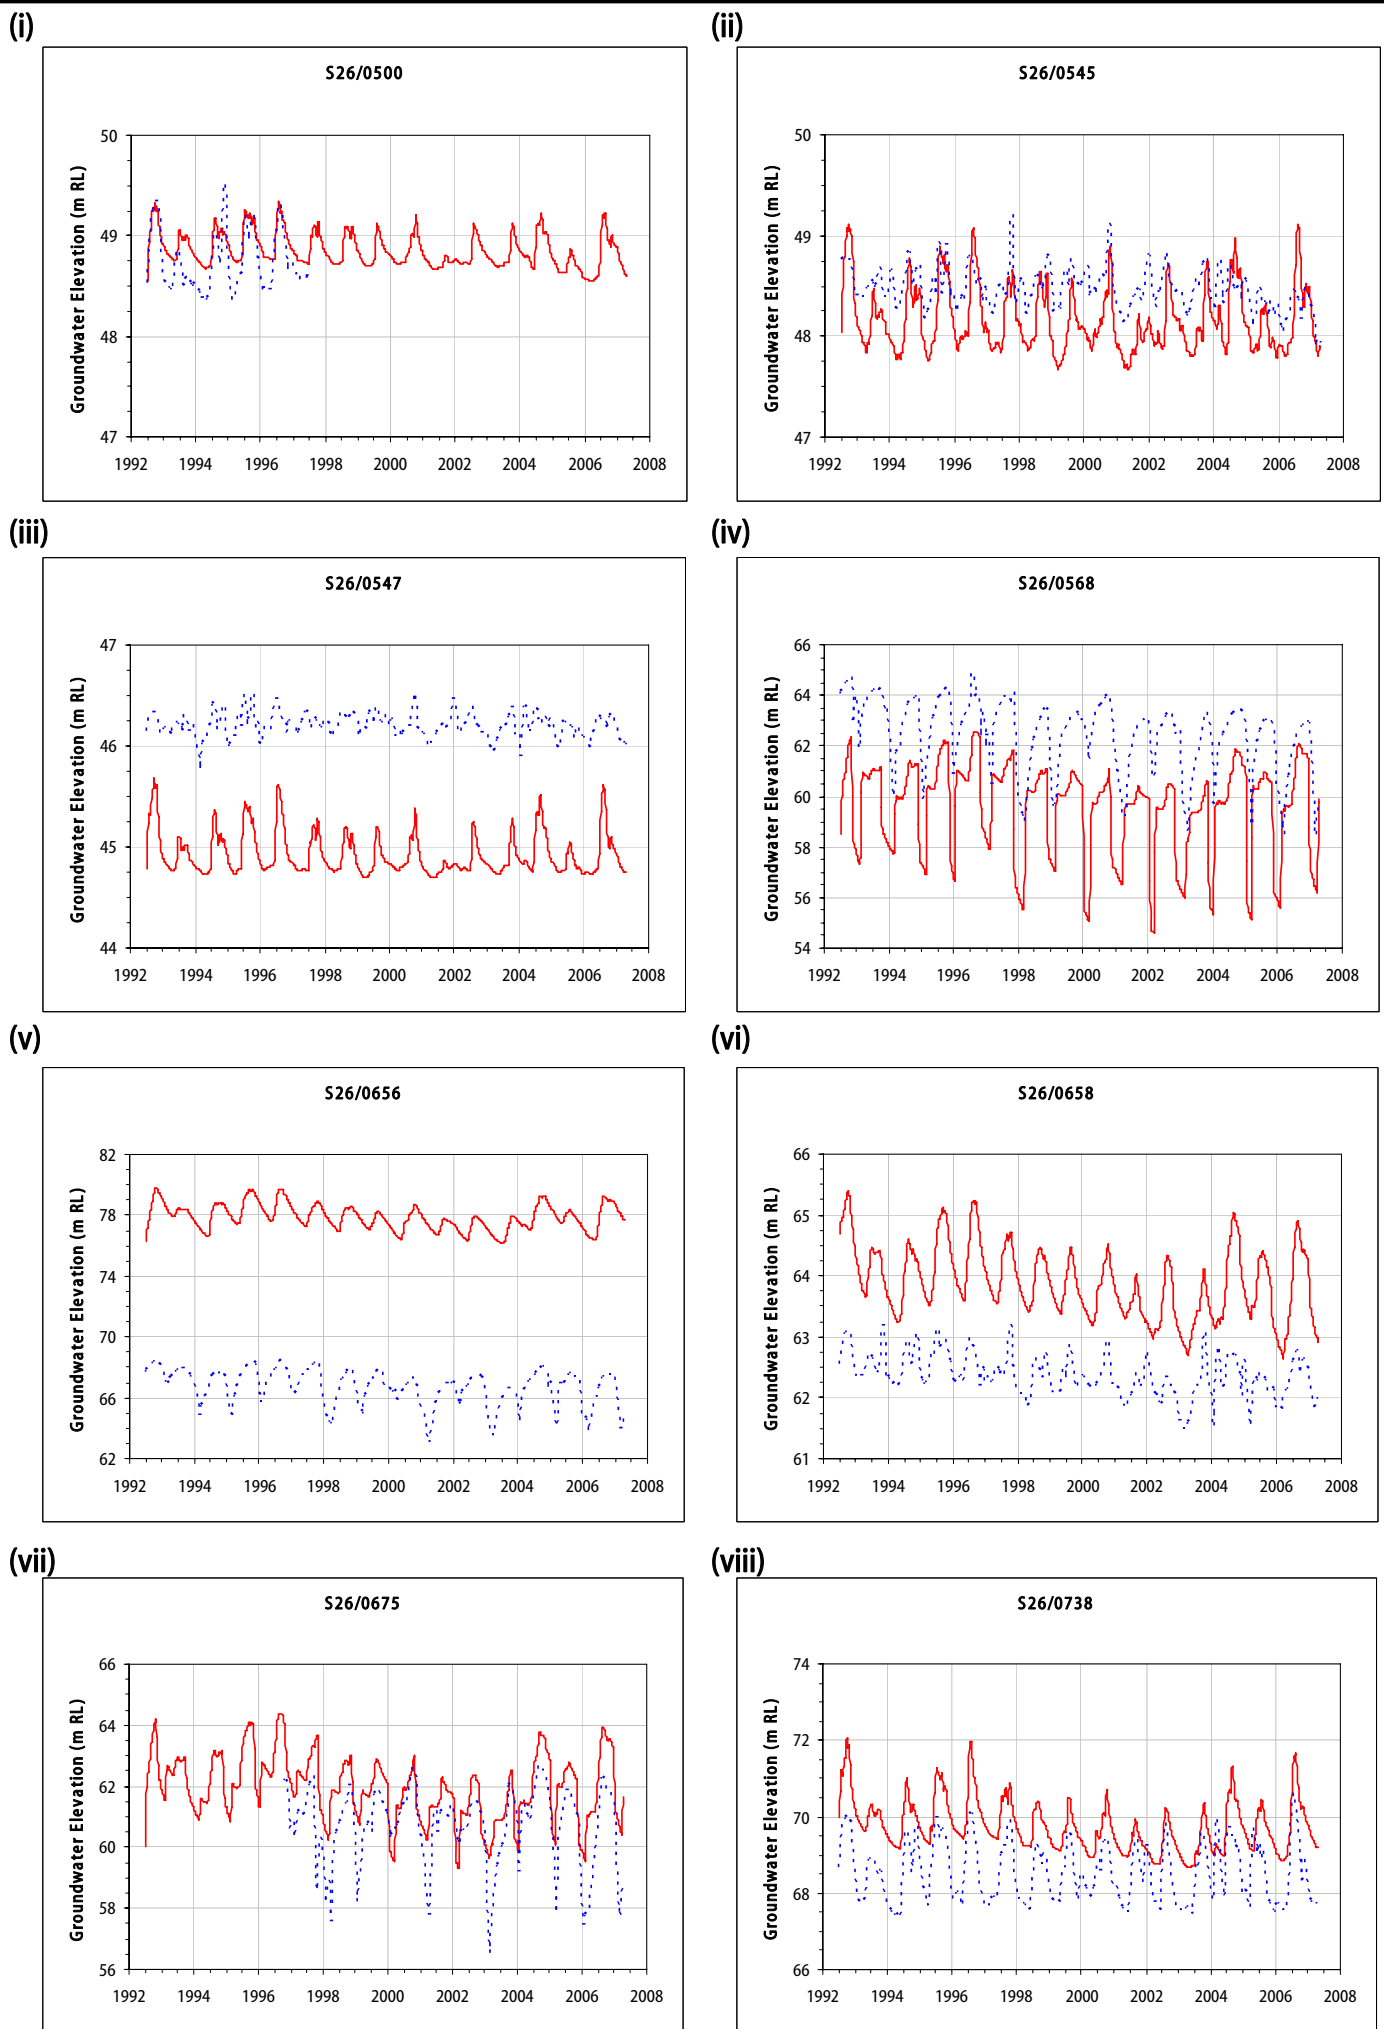 (i)
S26/0500
Groundwater Elevation (m RL)
50
49
48
47
1992 1994 1996 1998 2000 2002 2004 2006 2008
(ii)
S26/0545
Groundwater Elevation (m RL)
50
49
48
47
1992 1994 1996 1998 2000 2002 2004 2006 2008
(iii)
S26/0547
Groundwater Elevation (m RL)
47
46
45
44
1992 1994 1996 1998 2000 2002 2004 2006 2008
(iv)
S26/0568
Groundwater Elevation (m RL)
66
64
62
60
58
56
54
1992 1994 1996 1998 2000 2002 2004 2006 2008
(v)
S26/0656
Groundwater Elevation (m RL)
82
78
74
70
66
62
1992 1994 1996 1998 2000 2002 2004 2006 2008
(vi)
S26/0658
Groundwater Elevation (m RL)
66
65
64
63
62
61
1992 1994 1996 1998 2000 2002 2004 2006 2008
(vii)
S26/0675
Groundwater Elevation (m RL)
66
64
62
60
58
56
1992 1994 1996 1998 2000 2002 2004 2006 2008
(viii)
S26/0738
Groundwater Elevation (m RL)
74
72
70
68
66
1992 1994 1996 1998 2000 2002 2004 2006 2008